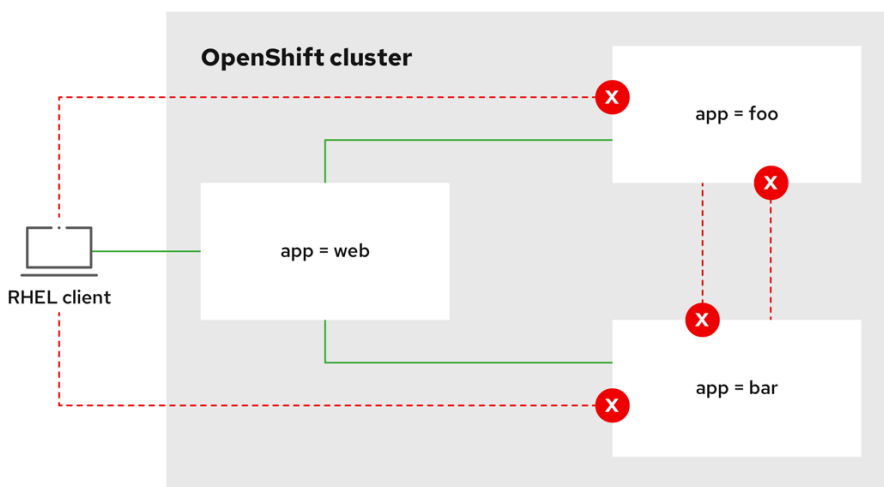 OpenShift cluster
X
app = foo
X
app = web
RHEL client
X
app = bar
X